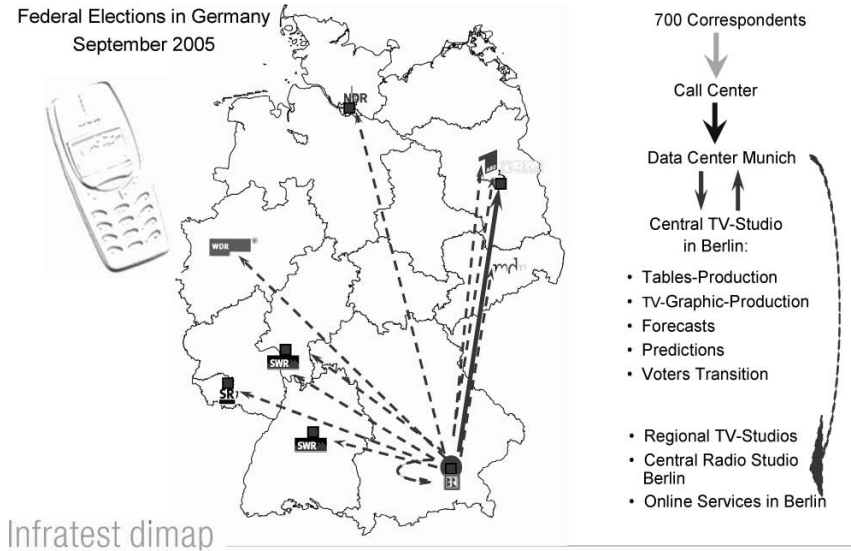 Federal Elections in Germany
September 2005
NDR
WDR
mdr
SWR
SR
SWR
BR
700 Correspondents
Call Center
Data Center Munich
Central TV-Studio
in Berlin:
• Tables-Production
• TV-Graphic-Production
• Forecasts
• Predictions
• Voters Transition
• Regional TV-Studios
• Central Radio Studio
Berlin
• Online Services in Berlin
Infratest dimap